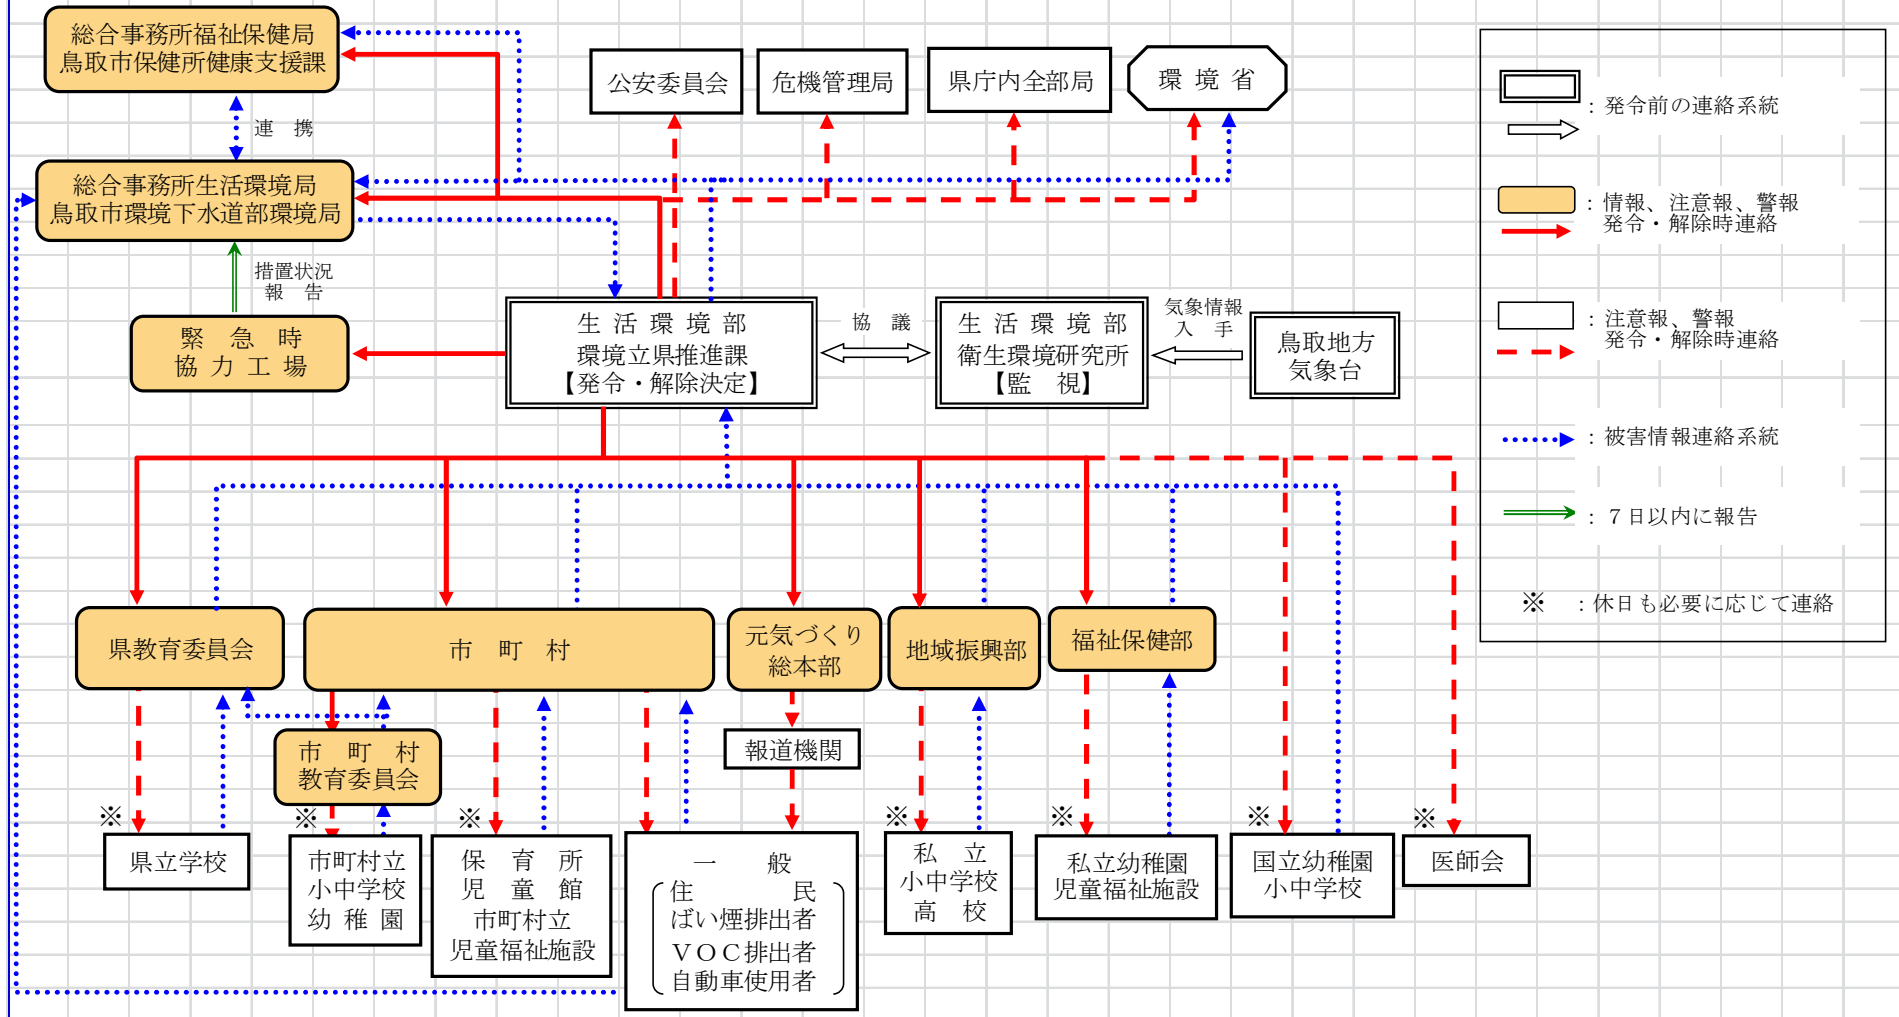 総合事務所福祉保健局
鳥取市保健所健康支援課
連　携
総合事務所生活環境局
鳥取市環境下水道部環境局
措置状況
報　告
緊　急　時
協 力 工 場
公安委員会
危機管理局
県庁内全部局
環 境 省
生 活 環 境 部
環境立県推進課
【発令・解除決定】
協　議
生 活 環 境 部
衛生環境研究所
【監　視】
気象情報
入　手
鳥取地方
気象台
県教育委員会
市　町　村
元気づくり
総本部
地域振興部
福祉保健部
市　町　村
教育委員会
報道機関
※
県立学校
※
市町村立
小中学校
幼 稚 園
※
保　育　所
児　童　館
市町村立
児童福祉施設
一　　般
住　　　　民
ばい煙排出者
ＶＯＣ排出者
自動車使用者
※
私　立
小中学校
高　校
※
私立幼稚園
児童福祉施設
※
国立幼稚園
小中学校
※
医師会
：発令前の連絡系統
：情報、注意報、警報
発令・解除時連絡
：注意報、警報
発令・解除時連絡
：被害情報連絡系統
：７日以内に報告
※　：休日も必要に応じて連絡